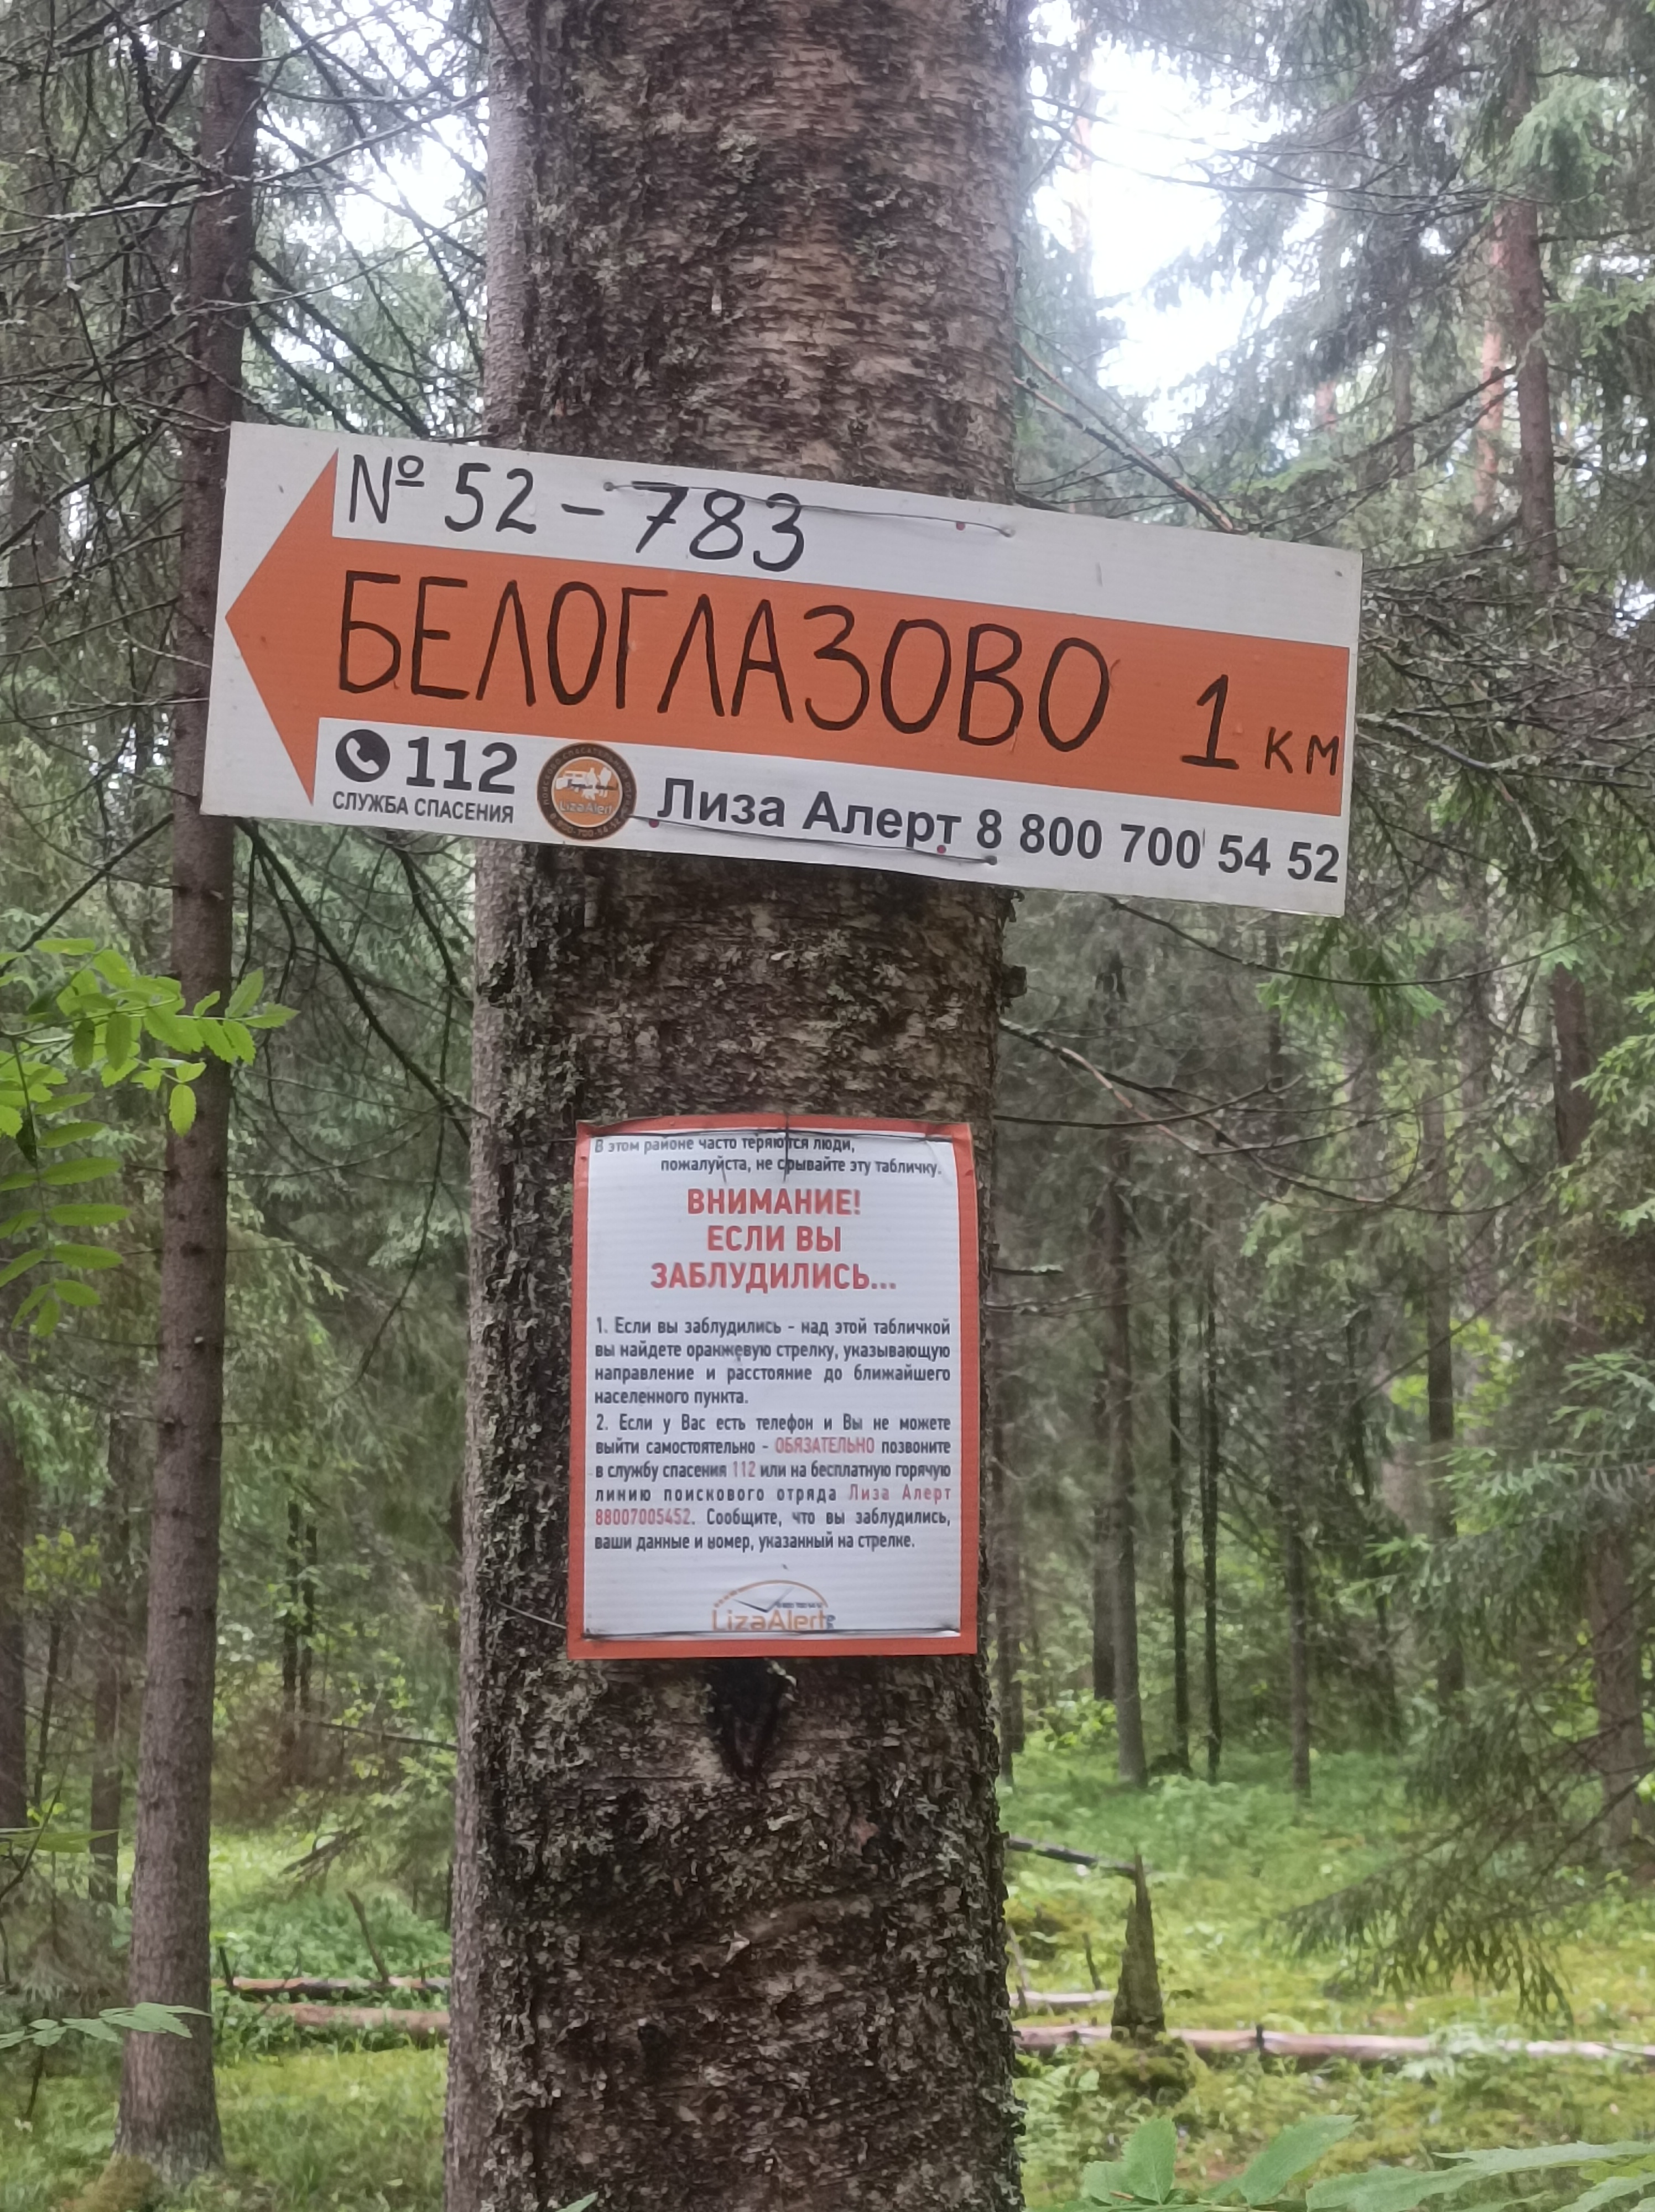 № 52-783
БЕЛОГЛАЗОВО 1 км
112
СЛУЖБА СПАСЕНИЯ
LizaAlert
Лиза Алерт 8 800 700 54 52
В этом районе часто теряются люди,
пожалуйста, не срывайте эту табличку.
ВНИМАНИЕ!
ЕСЛИ ВЫ
ЗАБЛУДИЛИСЬ...
1. Если вы заблудились - над этой табличкой
вы найдете оранжевую стрелку, указывающую
направление и расстояние до ближайшего
населенного пункта.
2. Если у Вас есть телефон и Вы не можете
выйти самостоятельно - ОБЯЗАТЕЛЬНО позвоните
в службу спасения 112 или на бесплатную горячую
линию поискового отряда Лиза Алерт
88007005452. Сообщите, что вы заблудились,
ваши данные и номер, указанный на стрелке.
LizaAlert